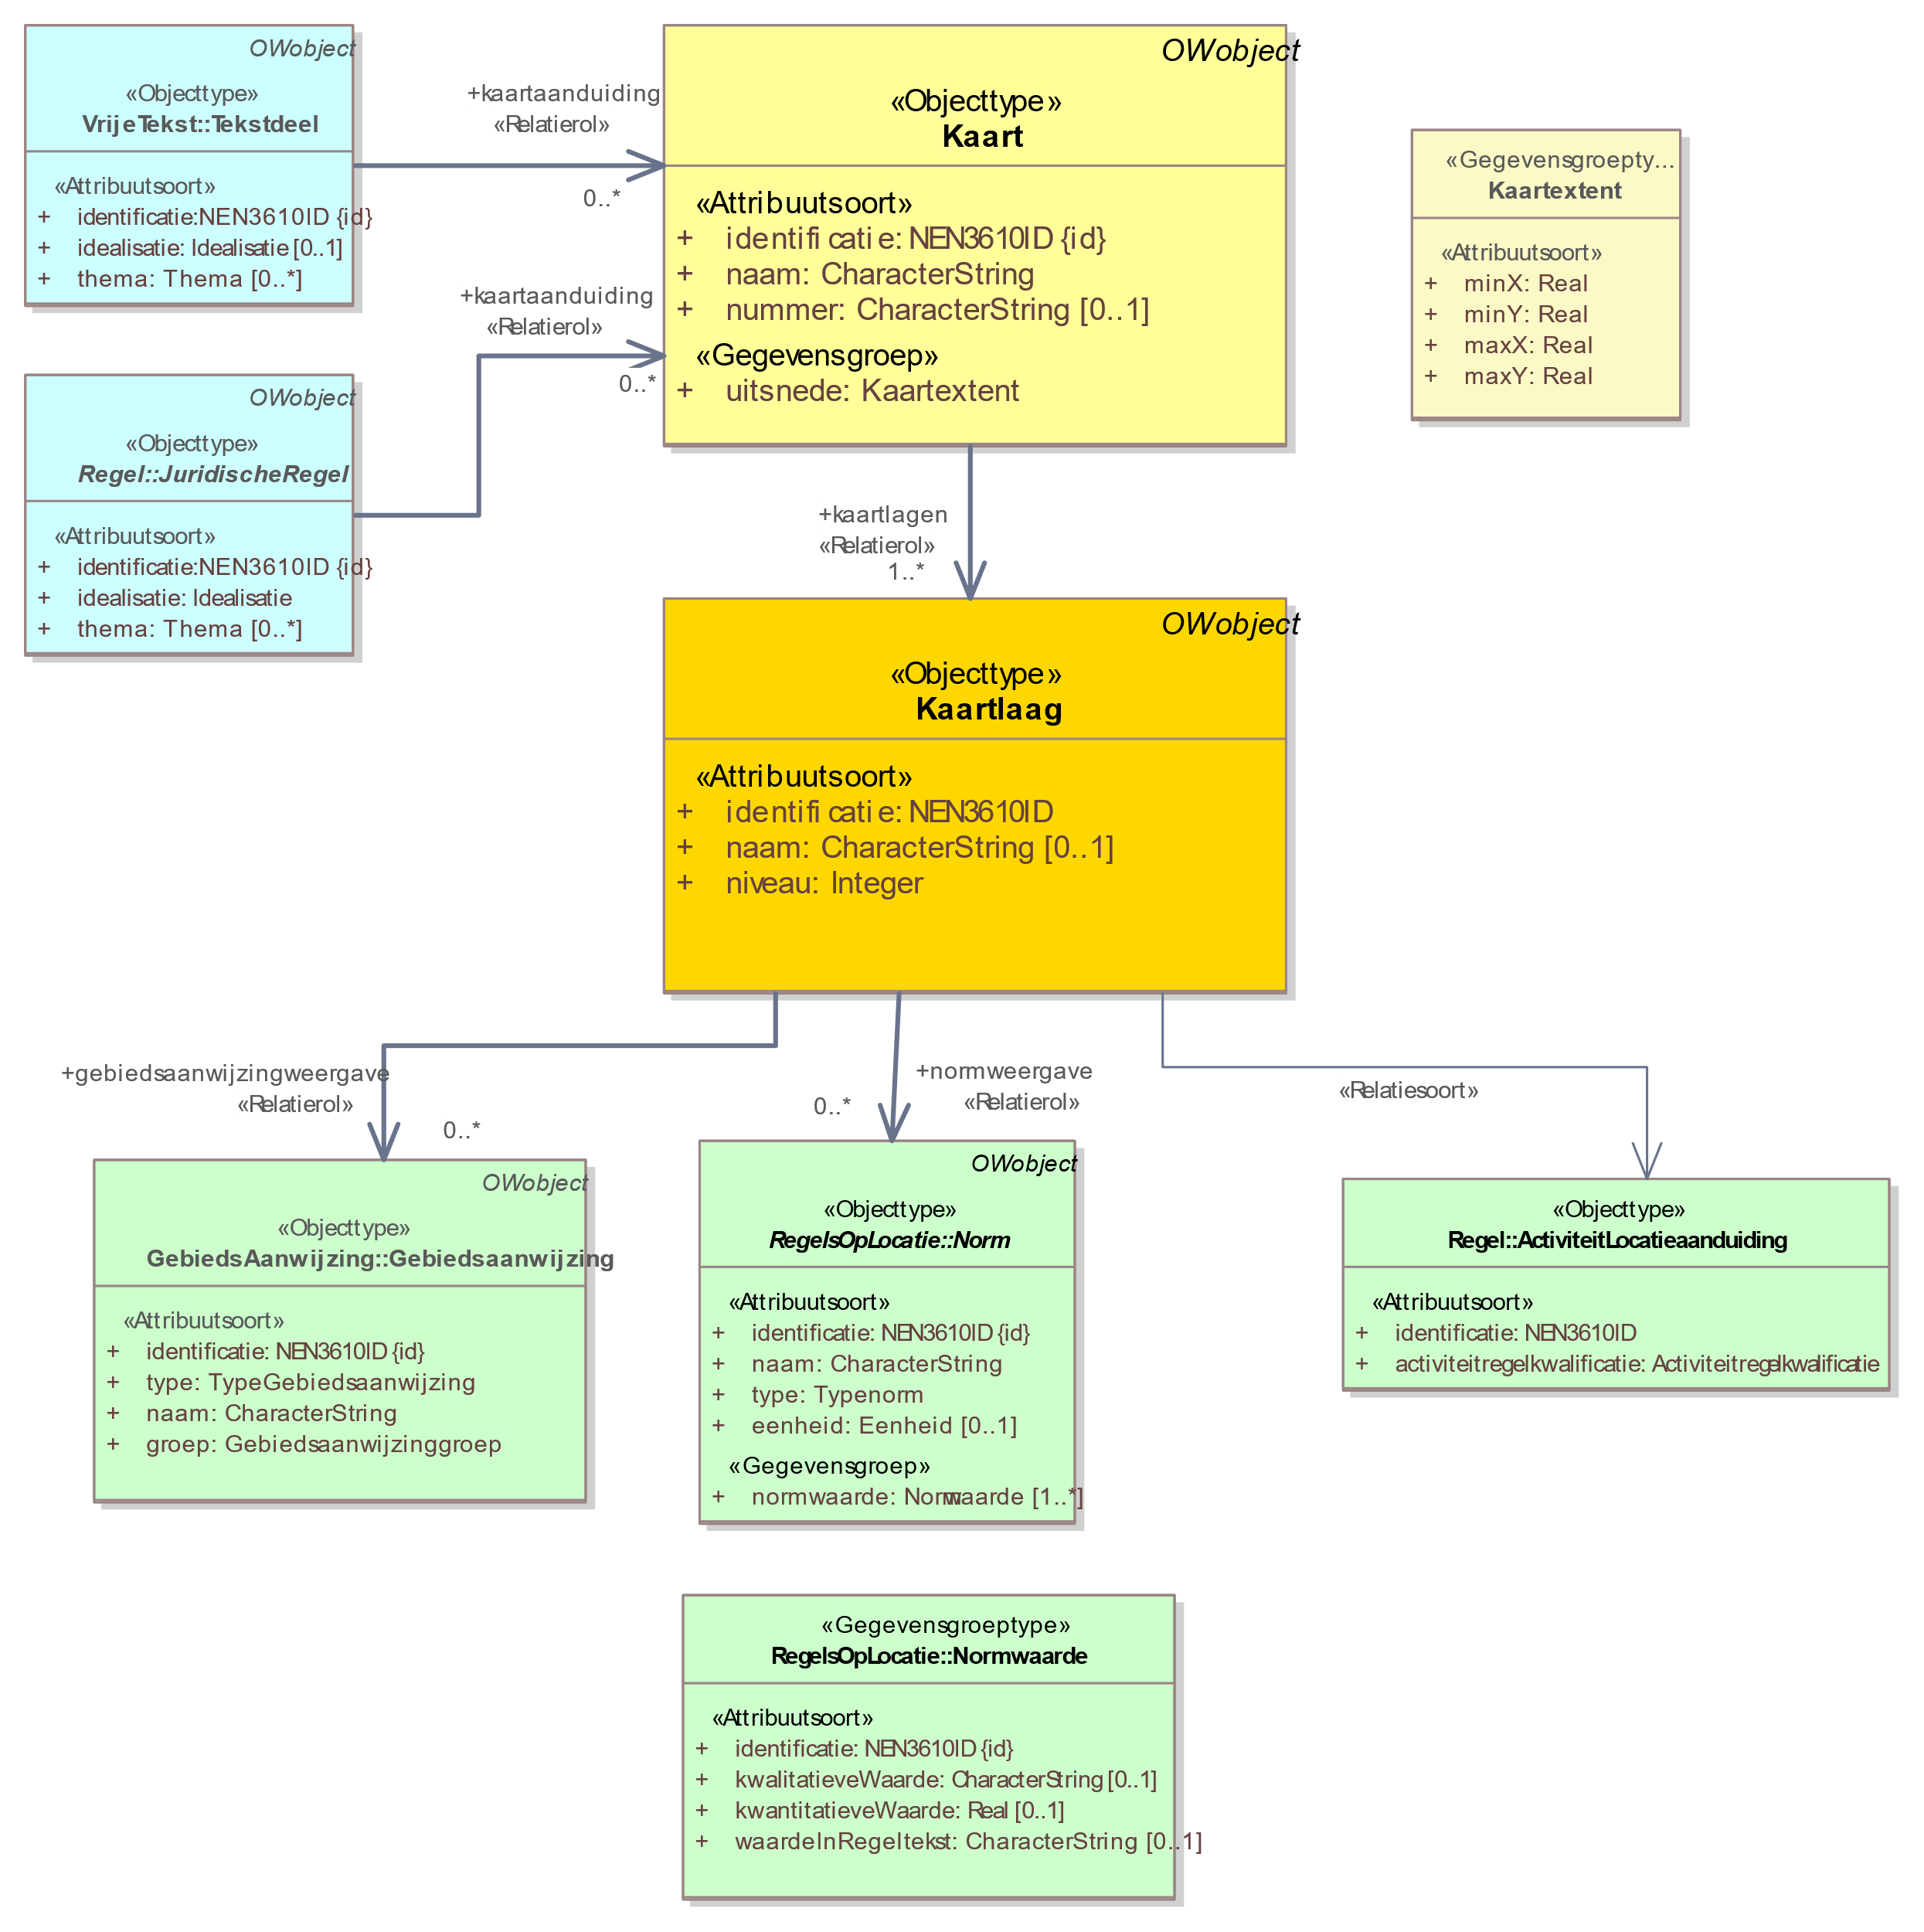 OWobject
«Objecttype»
VrijeTekst::Tekstdeel
«Attribuutsoort»
+ identificatie:NEN3610ID {id}
+ idealisatie: Idealisatie [0..1]
+ thema: Thema [0..*]
+kaartaanduiding
«Relatierol»
0..*
OWobject
«Objecttype»
Kaart
«Attribuutsoort»
+ identificatie: NEN3610ID {id}
+ naam: CharacterString
+ nummer: CharacterString [0..1]
«Gegevensgroep»
+ uitsnede: Kaartextent
«Gegevensgroepty...
Kaartextent
«Attribuutsoort»
+ minX: Real
+ minY: Real
+ maxX: Real
+ maxY: Real
+kaartaanduiding
«Relatierol»
0..*
OWobject
«Objecttype»
Regel::JuridischeRegel
«Attribuutsoort»
+ identificatie:NEN3610ID {id}
+ idealisatie: Idealisatie
+ thema: Thema [0..*]
+kaartlagen
«Relatierol»
1..*
OWobject
«Objecttype»
Kaartlaag
«Attribuutsoort»
+ identificatie: NEN3610ID
+ naam: CharacterString [0..1]
+ niveau: Integer
+gebiedsaanwijzingweergave
«Relatierol»
0..*
+normweergave
«Relatierol»
0..*
«Relatiesoort»
OWobject
«Objecttype»
GebiedsAanwijzing::Gebiedsaanwijzing
«Attribuutsoort»
+ identificatie: NEN3610ID {id}
+ type: TypeGebiedsaanwijzing
+ naam: CharacterString
+ groep: Gebiedsaanwijzinggroep
OWobject
«Objecttype»
RegelsOpLocatie::Norm
«Attribuutsoort»
+ identificatie: NEN3610ID {id}
+ naam: CharacterString
+ type: Typenorm
+ eenheid: Eenheid [0..1]
«Gegevensgroep»
+ normwaarde: Normwaarde [1..*]
«Objecttype»
Regel::ActiviteitLocatieaanduiding
«Attribuutsoort»
+ identificatie: NEN3610ID
+ activiteitregelkwalificatie: Activiteitregelkwalificatie
«Gegevensgroeptype»
RegelsOpLocatie::Normwaarde
«Attribuutsoort»
+ identificatie: NEN3610ID {id}
+ kwalitatieveWaarde: CharacterString [0..1]
+ kwantitatieveWaarde: Real [0..1]
+ waardeInRegeltekst: CharacterString [0..1]